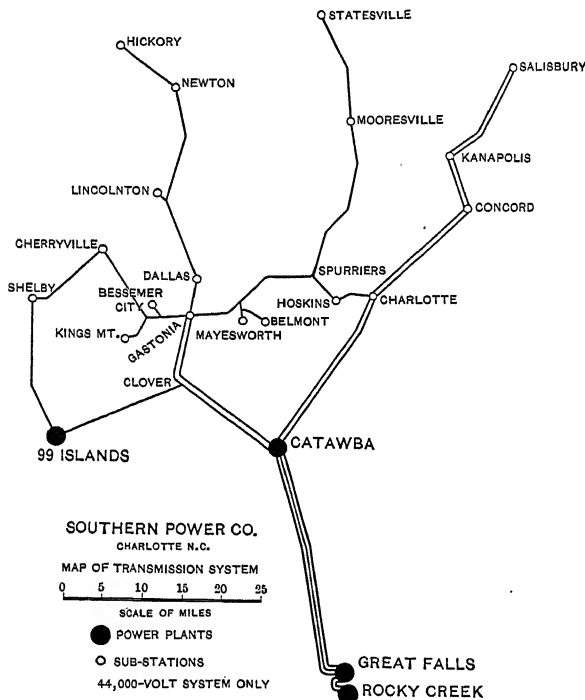 STATESVILLE
HICKORY
SALISBURY
NEWTON
MOORESVILLE
KANAPOLIS
LINCOLNTON
CONCORD
CHERRYVILLE
DALLAS
SPURRIERS
SHELBY
BESSEMER
CITY
HOSKINS
CHARLOTTE
KINGS MT.
GASTONIA
MAYESWORTH
BELMONT
CLOVER
99 ISLANDS
CATAWBA
SOUTHERN POWER CO.
CHARLOTTE N.C.
MAP OF TRANSMISSION SYSTEM
0 5 10 15 20 25
SCALE OF MILES
POWER PLANTS
SUB-STATIONS
44,000-VOLT SYSTEM ONLY
GREAT FALLS
ROCKY CREEK